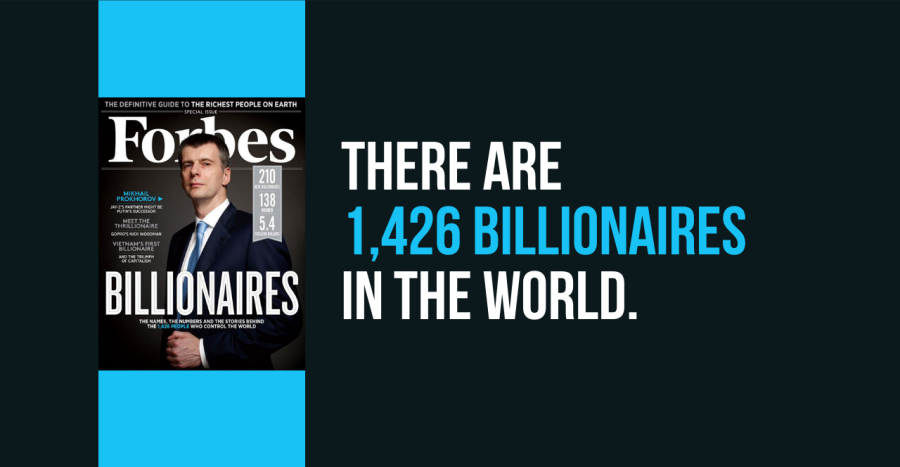 THE DEFINITIVE GUIDE TO THE RICHEST PEOPLE ON EARTH
SPECIAL ISSUE
Forbes
210
NEW BILLIONAIRES
138
WOMEN
5.4
TRILLION DOLLARS
MIKHAIL
PROKHOROV
JAY-Z'S PARTNER MIGHT BE
PUTIN'S SUCCESSOR
MEET THE
THRILLIONAIRE
GOPRO'S NICK WOODMAN
VIETNAM'S FIRST
BILLIONAIRE
AND THE TRIUMPH
OF CAPITALISM
BILLIONAIRES
THE NAMES, THE NUMBERS AND THE STORIES BEHIND
THE 1,426 PEOPLE WHO CONTROL THE WORLD
THERE ARE
1,426 BILLIONAIRES
IN THE WORLD.